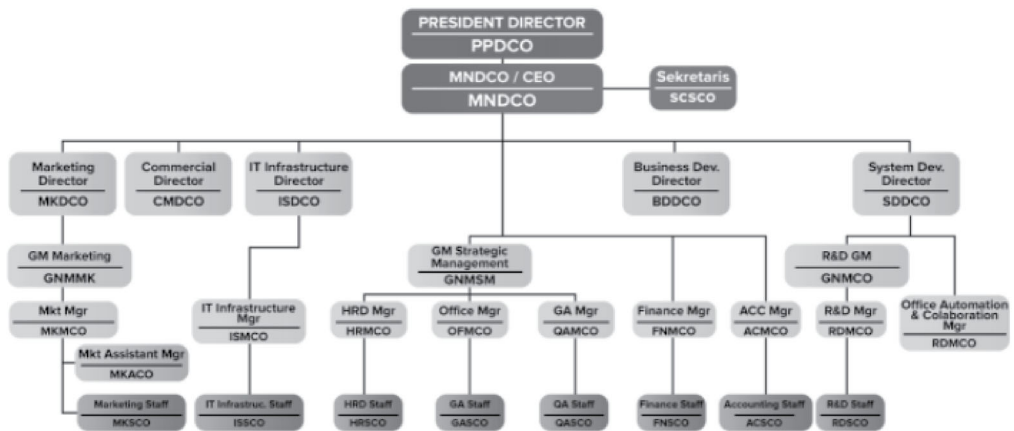 PRESIDENT DIRECTOR
PPDCO
MNDCO / CEO
MNDCO
Sekretaris
SCSCO
Marketing
Director
MKDCO
Commercial
Director
CMDCO
IT Infrastructure
Director
ISDCO
Business Dev.
Director
BDDCO
System Dev.
Director
SDDCO
GM Marketing
GNMMK
GM Strategic
Management
GNMSM
R&D GM
GNMCO
Mkt Mgr
MKMCO
IT Infrastructure
Mgr
ISMCO
HRD Mgr
HRMCO
Office Mgr
OFMCO
GA Mgr
QAMCO
Finance Mgr
FNMCO
ACC Mgr
ACMCO
R&D Mgr
RDMCO
Office Automation
& Colaboration
Mgr
RDMCO
Mkt Assistant Mgr
MKACO
Marketing Staff
MKSCO
IT Infrastruc. Staff
ISSCO
HRD Staff
HRSCO
GA Staff
GASCO
QA Staff
QASCO
Finance Staff
FNSCO
Accounting Staff
ACSCO
R&D Staff
RDSCO